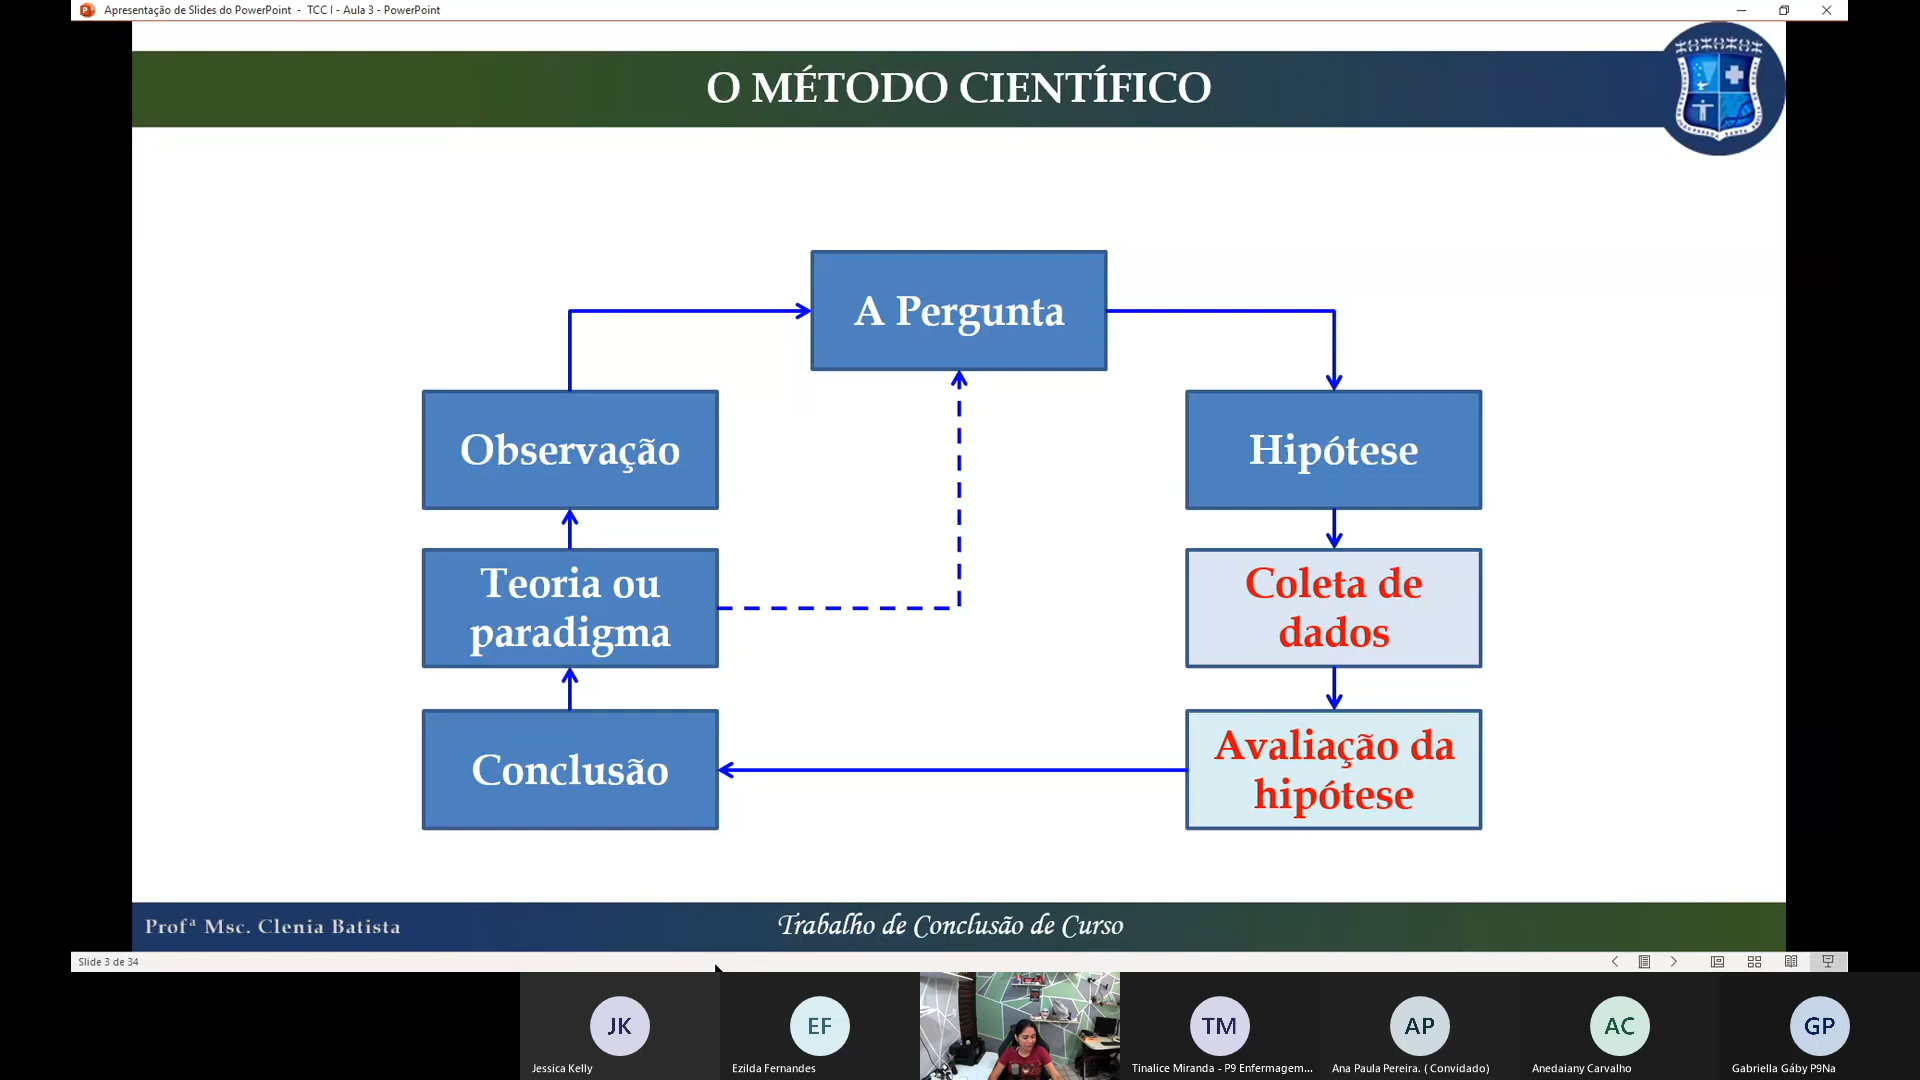 Apresentação de Slides do PowerPoint - TCC I - Aula 3 - PowerPoint
O MÉTODO CIENTÍFICO
A Pergunta
Observação
Hipótese
Teoria ou
paradigma
Coleta de
dados
Conclusão
Avaliação da
hipótese
Profª Msc. Clenia Batista
Trabalho de Conclusão de Curso
Slide 3 de 34
JK
EF
TM
AP
AC
GP
Jessica Kelly
Ezilda Fernandes
Tinalice Miranda - P9 Enfermagem...
Ana Paula Pereira. ( Convidado)
Anedaiany Carvalho
Gabriella Gáby P9Na